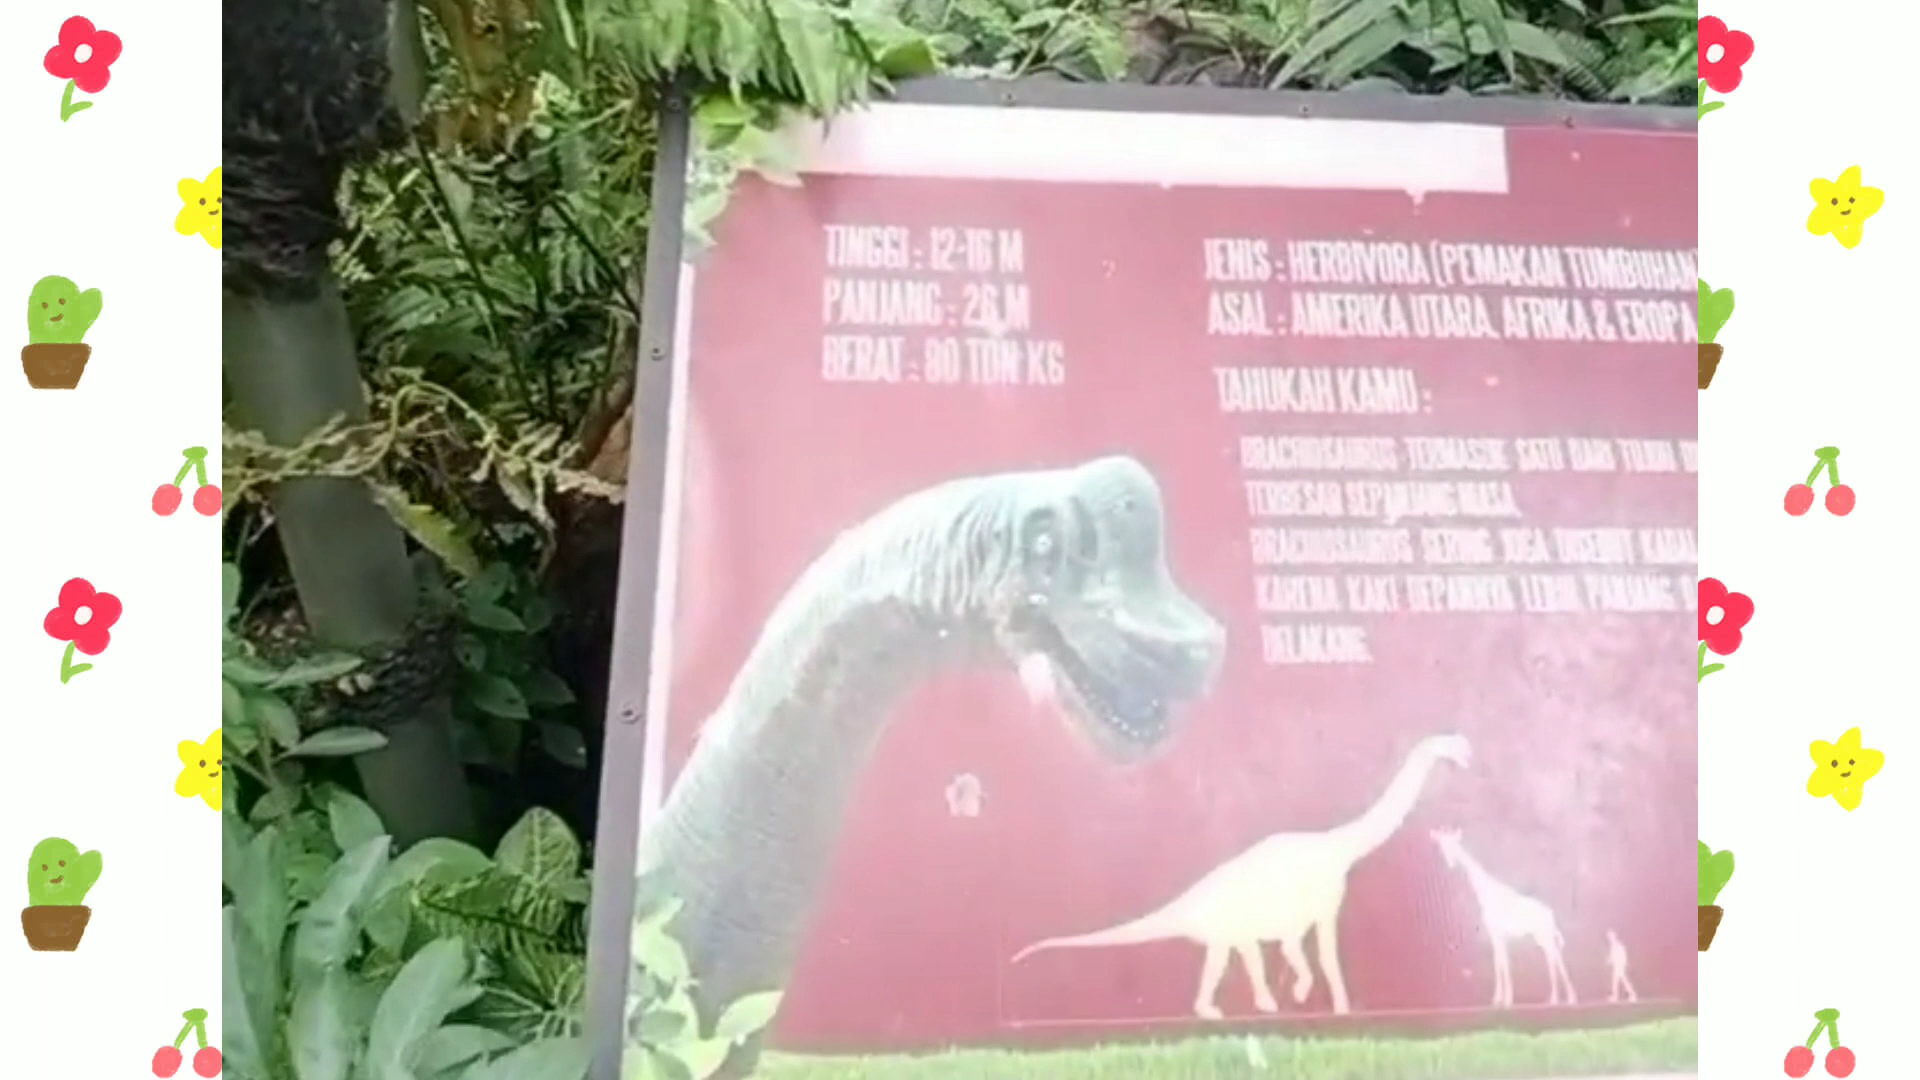 TINGGI : 12-16 M
PANJANG : 26 M
BERAT : 80 TON KG
JENIS : HERBIVORA (PEMAKAN TUMBUHAN)
ASAL : AMERIKA UTARA, AFRIKA & EROPA
TAHUKAH KAMU :
BRACHIOSAURUS TERMASUK SATU DARI TUJUH
TERBESAR SEPANJANG MASA.
BRACHIOSAURUS SERING JUGA DISEBUT
KARENA KAKI DEPANNYA LEBIH PANJANG
BELAKANG.